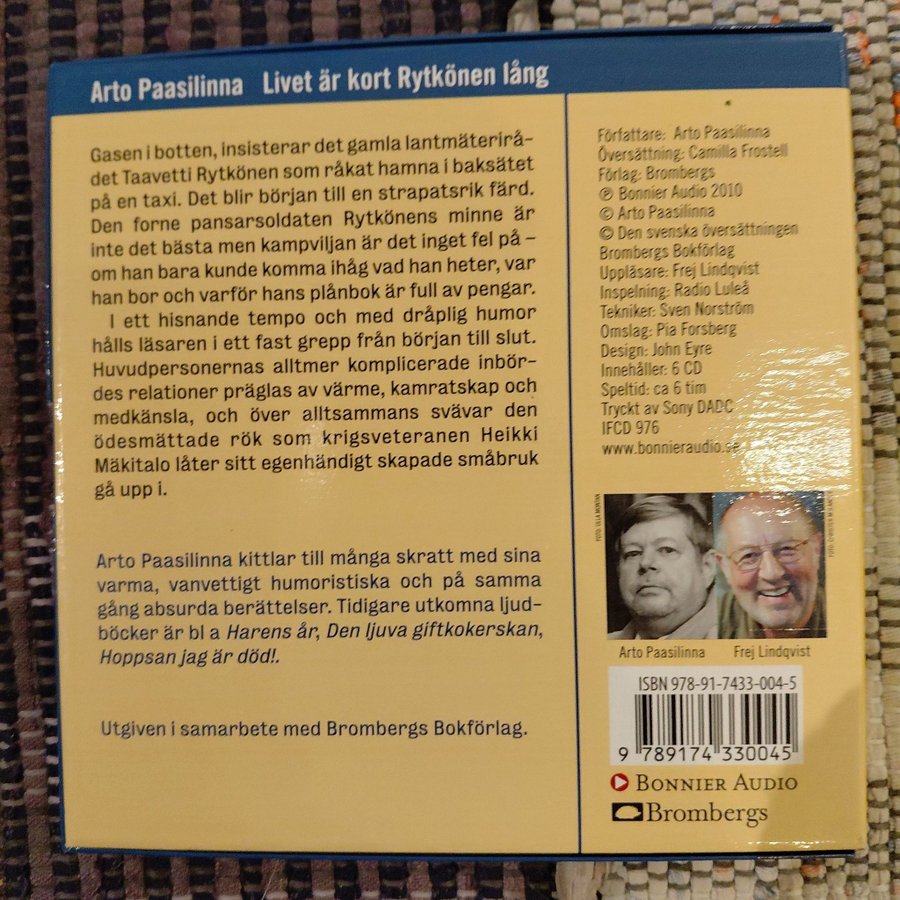 Arto Paasilinna Livet är kort Rytkönen lång
Gasen i botten, insisterar det gamla lantmäterirå-
det Taavetti Rytkönen som råkat hamna i baksätet
på en taxi. Det blir början till en strapatsrik färd.
Den forne pansarsoldaten Rytkönens minne är
inte det bästa men kampviljan är det inget fel på –
om han bara kunde komma ihåg vad han heter, var
han bor och varför hans plånbok är full av pengar.
I ett hisnande tempo och med dråplig humor
hålls läsaren i ett fast grepp från början till slut.
Huvudpersonernas alltmer komplicerade inbör-
des relationer präglas av värme, kamratskap och
medkänsla, och över alltsammans svävar den
ödesmättade rök som krigsveteranen Heikki
Mäkitalo låter sitt egenhändigt skapade småbruk
gå upp i.
Arto Paasilinna kittlar till många skratt med sina
varma, vanvettigt humoristiska och på samma
gång absurda berättelser. Tidigare utkomna ljud-
böcker är bl a Harens år, Den ljuva giftkokerskan,
Hoppsan jag är död!.
Utgiven i samarbete med Brombergs Bokförlag.
Författare: Arto Paasilinna
Översättning: Camilla Frostell
Förlag: Brombergs
℗ Bonnier Audio 2010
© Arto Paasilinna
© Den svenska översättningen
Brombergs Bokförlag
Uppläsare: Frej Lindqvist
Inspelning: Radio Luleå
Tekniker: Sven Norström
Omslag: Pia Forsberg
Design: John Eyre
Innehåller: 6 CD
Speltid: ca 6 tim
Tryckt av Sony DADC
IFCD 976
www.bonnieraudio.se
FOTO: ULLA MONTAN
Arto Paasilinna Frej Lindqvist
ISBN 978-91-7433-004-5
9 789174 330045
BONNIER AUDIO
Brombergs